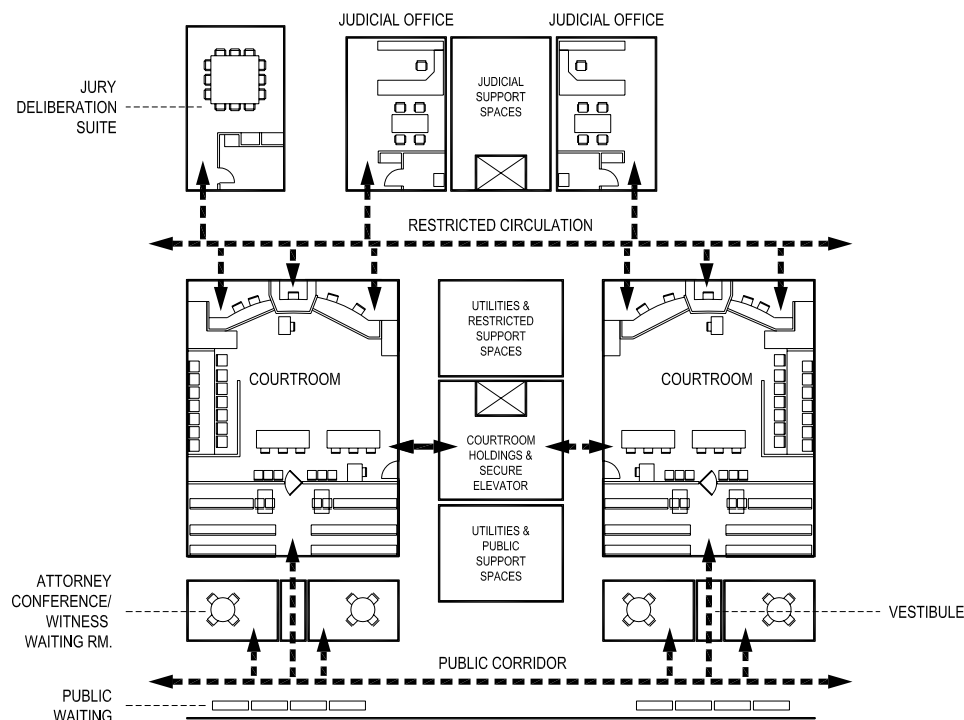 JUDICIAL OFFICE
JUDICIAL OFFICE
JURY
DELIBERATION
SUITE
JUDICIAL
SUPPORT
SPACES
RESTRICTED CIRCULATION
UTILITIES &
RESTRICTED
SUPPORT
SPACES
COURTROOM
COURTROOM
COURTROOM
HOLDINGS &
SECURE
ELEVATOR
UTILITIES &
PUBLIC
SUPPORT
SPACES
ATTORNEY
CONFERENCE/
WITNESS
WAITING RM.
VESTIBULE
PUBLIC CORRIDOR
PUBLIC
WAITING